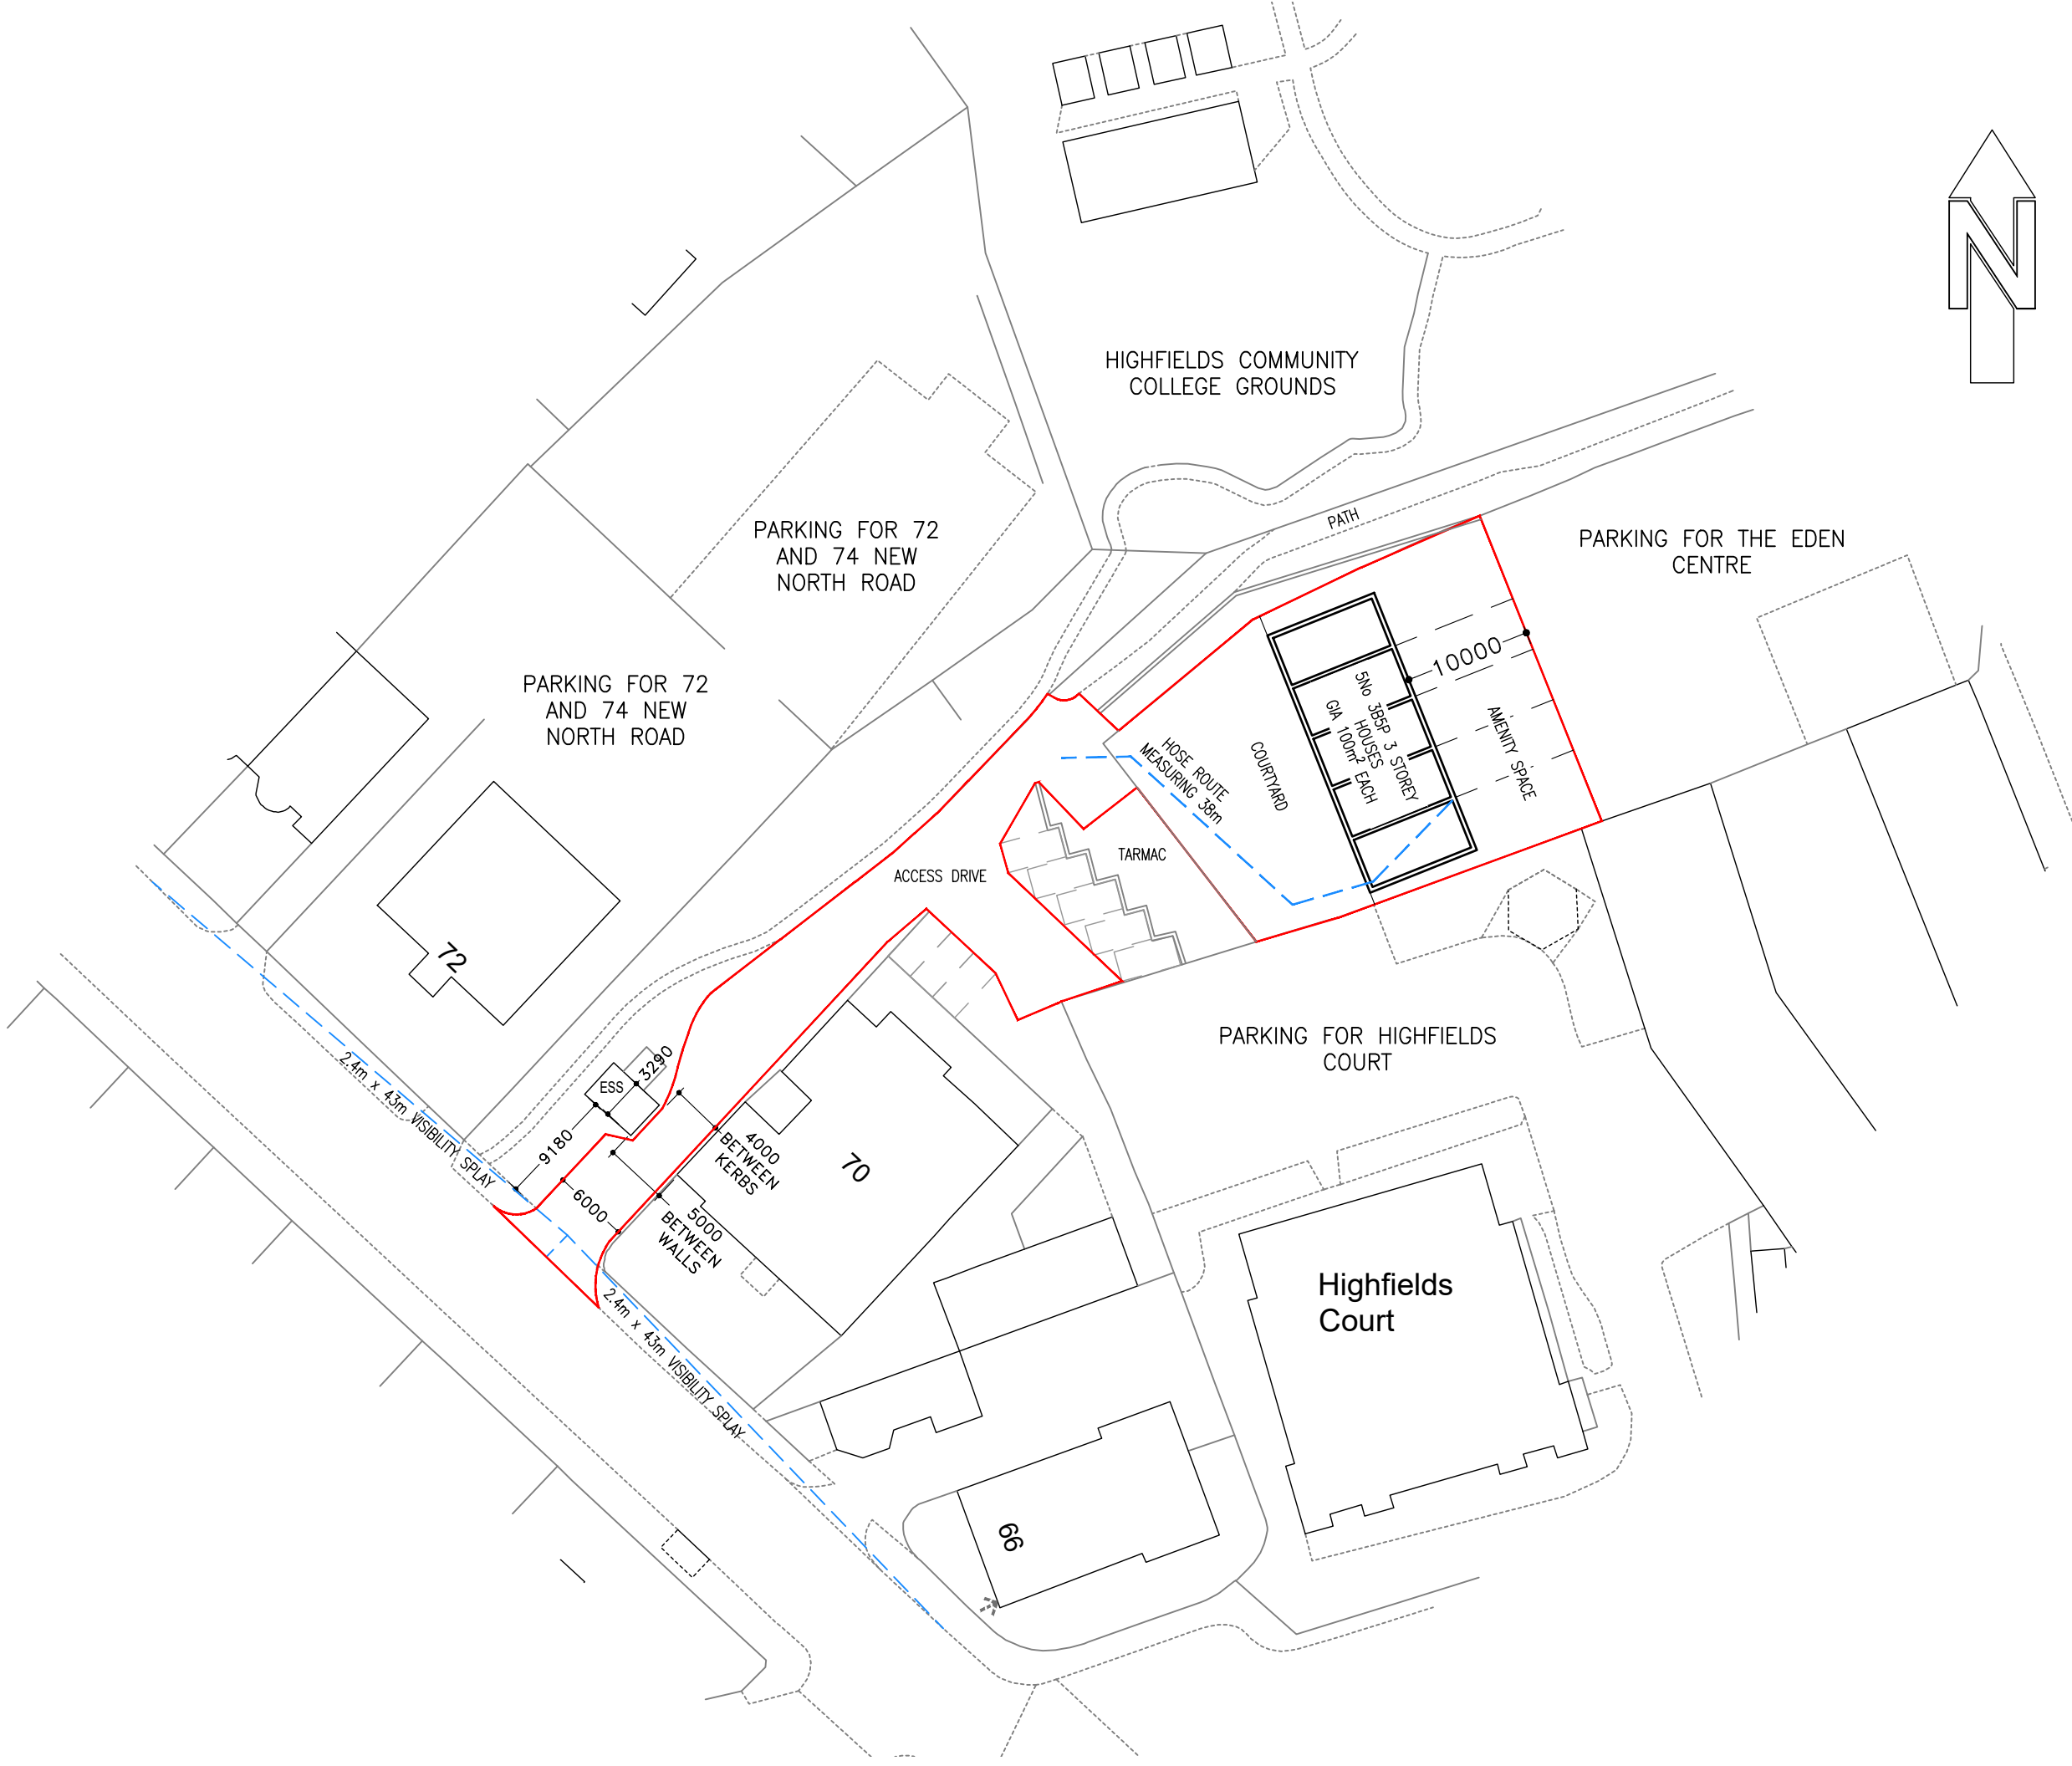 N
HIGHFIELDS COMMUNITY
COLLEGE GROUNDS
PATH
PARKING FOR 72
AND 74 NEW
NORTH ROAD
PARKING FOR THE EDEN
CENTRE
PARKING FOR 72
AND 74 NEW
NORTH ROAD
10000
5No 3B5P 3 STOREY
HOUSES
GIA 100m² EACH
AMENITY SPACE
COURTYARD
HOSE ROUTE
MEASURING 38m
TARMAC
ACCESS DRIVE
72
PARKING FOR HIGHFIELDS
COURT
ESS
3290
9180
6000
4000
BETWEEN
KERBS
5000
BETWEEN
WALLS
70
2.4m x 43m VISIBILITY SPLAY
2.4m x 43m VISIBILITY SPLAY
Highfields
Court
66